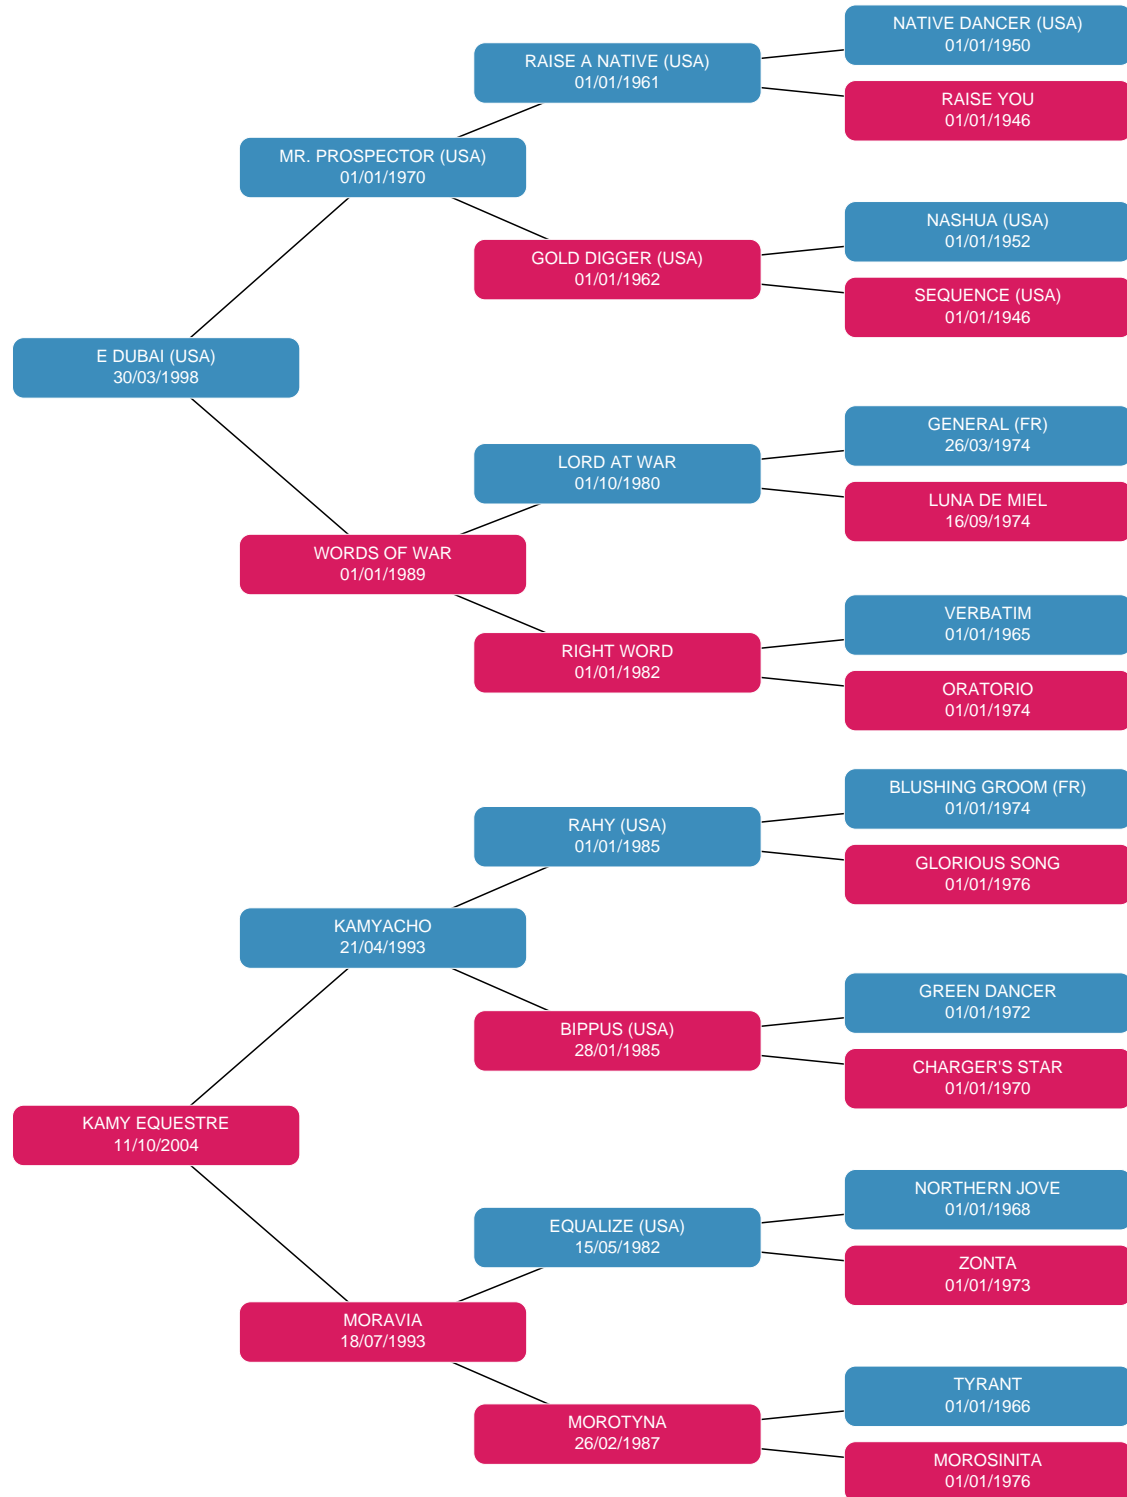 NATIVE DANCER (USA)
01/01/1950
RAISE A NATIVE (USA)
01/01/1961
RAISE YOU
01/01/1946
MR. PROSPECTOR (USA)
01/01/1970
NASHUA (USA)
01/01/1952
GOLD DIGGER (USA)
01/01/1962
SEQUENCE (USA)
01/01/1946
E DUBAI (USA)
30/03/1998
GENERAL (FR)
26/03/1974
LORD AT WAR
01/10/1980
LUNA DE MIEL
16/09/1974
WORDS OF WAR
01/01/1989
VERBATIM
01/01/1965
RIGHT WORD
01/01/1982
ORATORIO
01/01/1974
BLUSHING GROOM (FR)
01/01/1974
RAHY (USA)
01/01/1985
GLORIOUS SONG
01/01/1976
KAMYACHO
21/04/1993
GREEN DANCER
01/01/1972
BIPPUS (USA)
28/01/1985
CHARGER'S STAR
01/01/1970
KAMY EQUESTRE
11/10/2004
NORTHERN JOVE
01/01/1968
EQUALIZE (USA)
15/05/1982
ZONTA
01/01/1973
MORAVIA
18/07/1993
TYRANT
01/01/1966
MOROTYNA
26/02/1987
MOROSINITA
01/01/1976